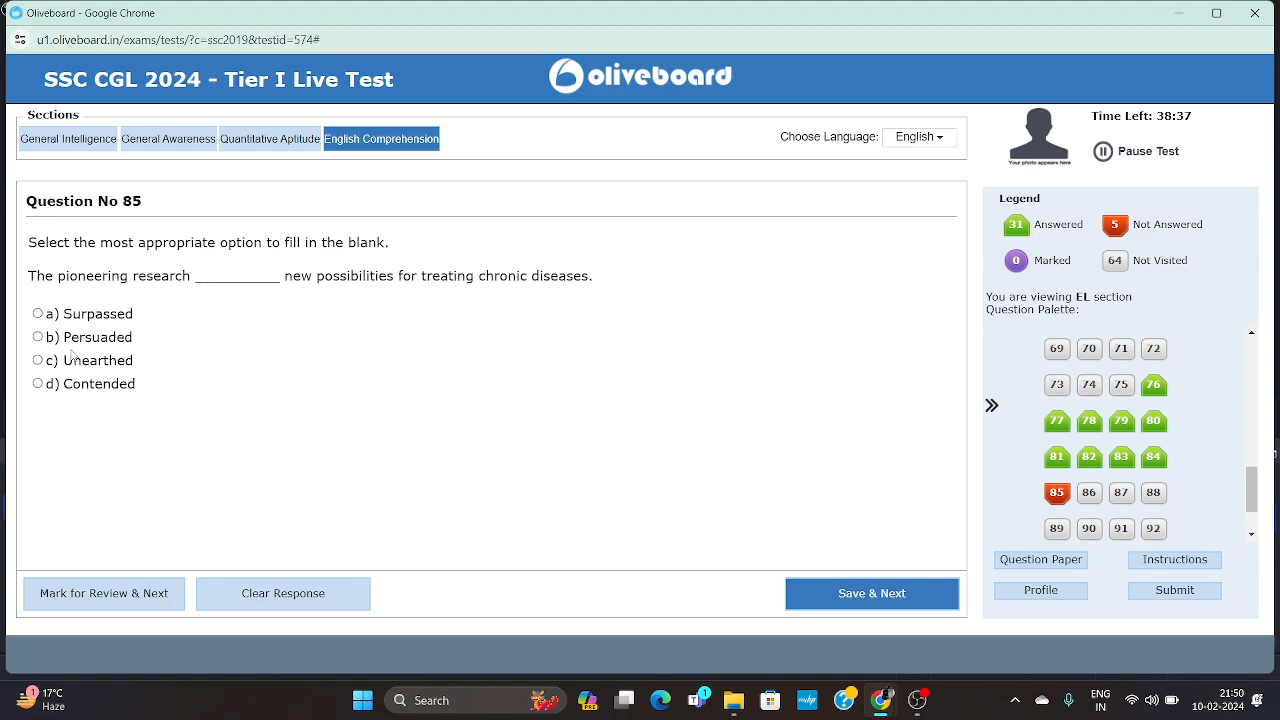 Oliveboard - Google Chrome
u1.oliveboard.in/exams/tests/?c=ssc2019&testid=574#
SSC CGL 2024 - Tier I Live Test
oliveboard
Sections
General Intelligence General Awareness Quantitative Aptitude English Comprehension
Choose Language: English
Your photo appears here
Time Left: 38:37
Pause Test
Question No 85
Select the most appropriate option to fill in the blank.
The pioneering research ____________ new possibilities for treating chronic diseases.
a) Surpassed
b) Persuaded
c) Unearthed
d) Contended
Mark for Review & Next
Clear Response
Save & Next
Legend
31 Answered 5 Not Answered
0 Marked 64 Not Visited
You are viewing EL section
Question Palette:
69 70 71 72
73 74 75 76
77 78 79 80
81 82 83 84
85 86 87 88
89 90 91 92
Question Paper Instructions
Profile Submit
17°C
Haze
Search
ENG
IN
21:50
10-02-2024